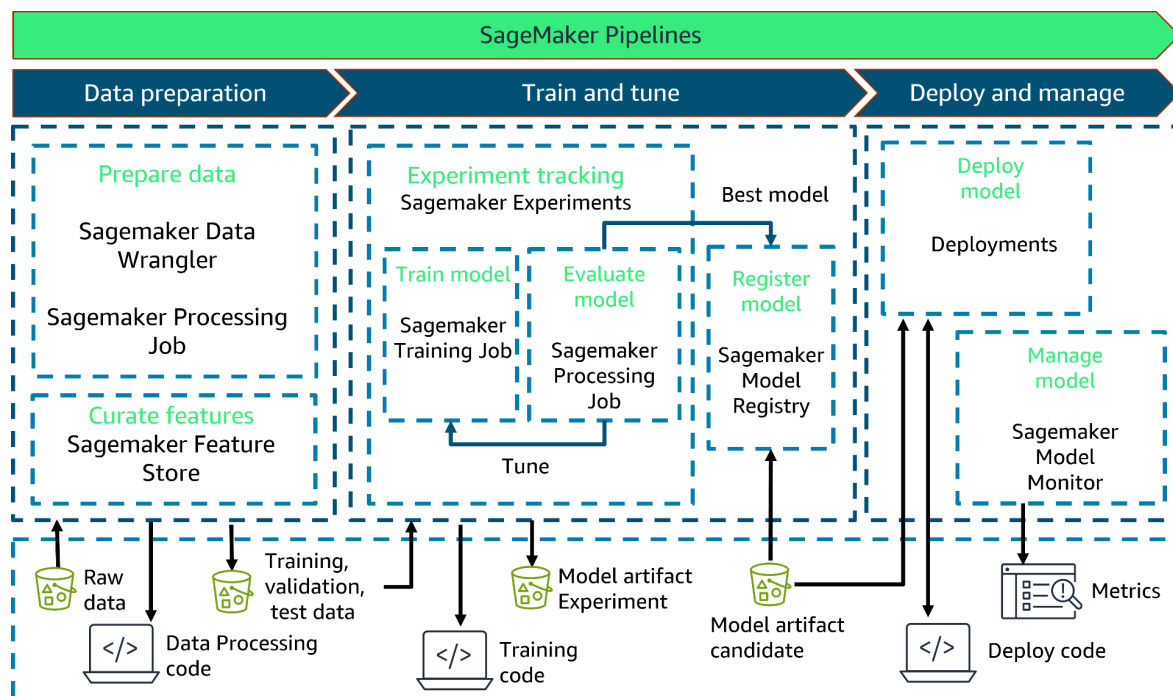 SageMaker Pipelines
Data preparation
Train and tune
Deploy and manage
Prepare data
Sagemaker Data
Wrangler
Sagemaker Processing
Job
Curate features
Sagemaker Feature
Store
Experiment tracking
Sagemaker Experiments
Train model
Sagemaker
Training Job
Evaluate
model
Sagemaker
Processing
Job
Tune
Best model
Register
model
Sagemaker
Model
Registry
Deploy
model
Deployments
Manage
model
Sagemaker
Model
Monitor
Raw
data
</>
Data Processing
code
Training,
validation,
test data
</>
Training
code
Model artifact
Experiment
Model artifact
candidate
</>
Deploy code
Metrics